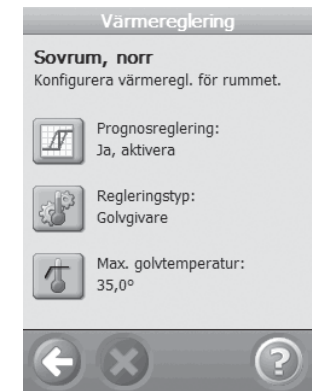 Värmereglering
Sovrum, norr
Konfigurera värmeregl. för rummet.
Prognosreglering:
Ja, aktivera
Regleringstyp:
Golvgivare
Max. golvtemperatur:
35,0°
?